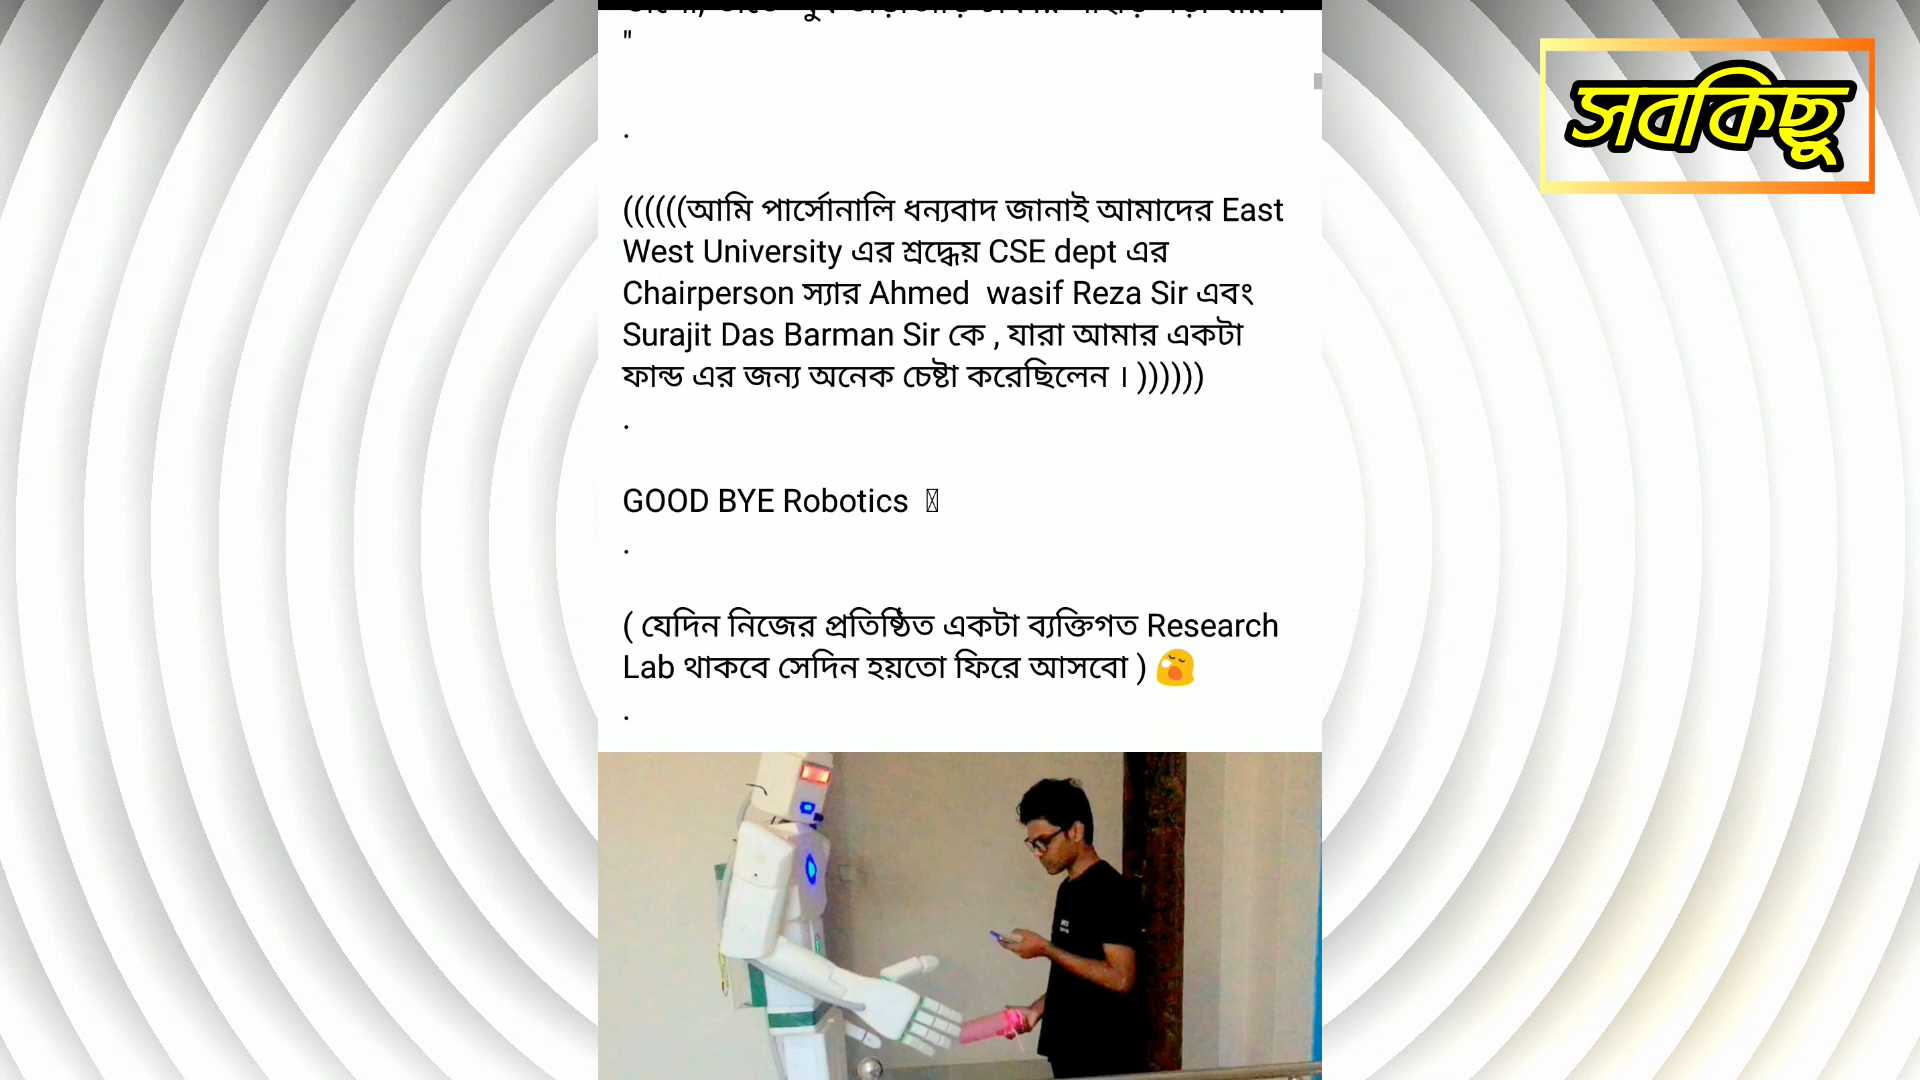 "
.
((((((আমি পার্সোনালি ধন্যবাদ জানাই আমাদের East
West University এর শ্রদ্ধেয় CSE dept এর
Chairperson স্যার Ahmed wasif Reza Sir এবং
Surajit Das Barman Sir কে , যারা আমার একটা
ফান্ড এর জন্য অনেক চেষ্টা করেছিলেন । ))))))
.
GOOD BYE Robotics
.
( যেদিন নিজের প্রতিষ্ঠিত একটা ব্যক্তিগত Research
Lab থাকবে সেদিন হয়তো ফিরে আসবো ) 😪
.
সবকিছু